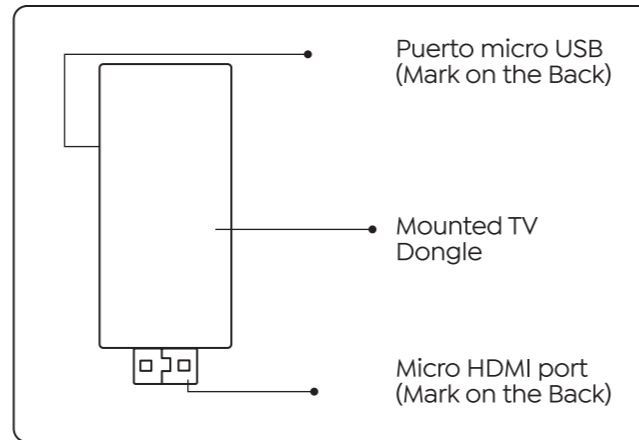 Puerto micro USB
(Mark on the Back)
Mounted TV
Dongle
Micro HDMI port
(Mark on the Back)